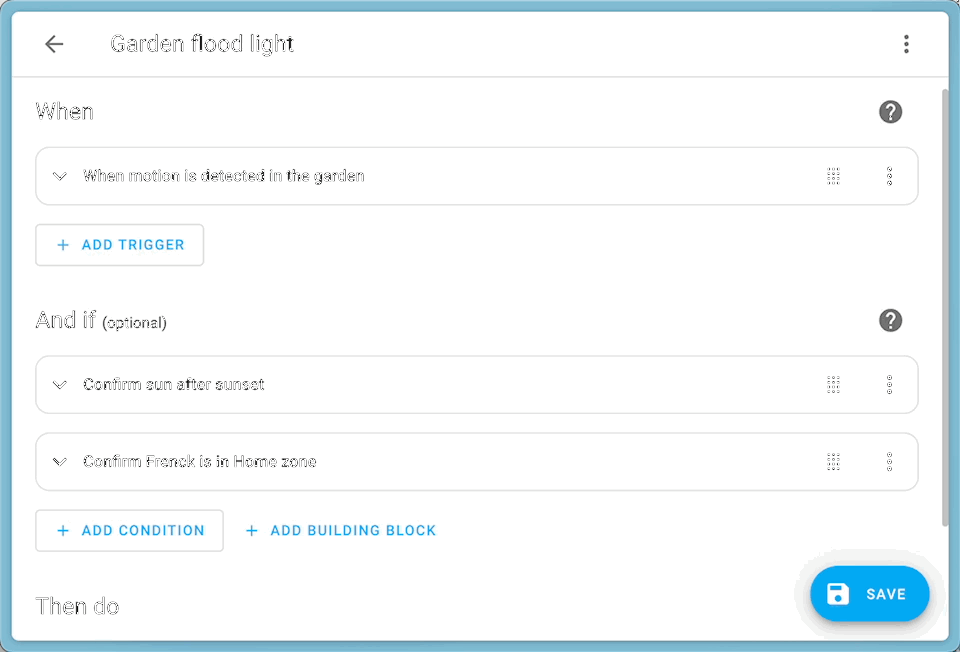 Garden flood light
When
When motion is detected in the garden
ADD TRIGGER
And if (optional)
Confirm sun after sunset
Confirm Frenck is in Home zone
ADD CONDITION
ADD BUILDING BLOCK
Then do
SAVE